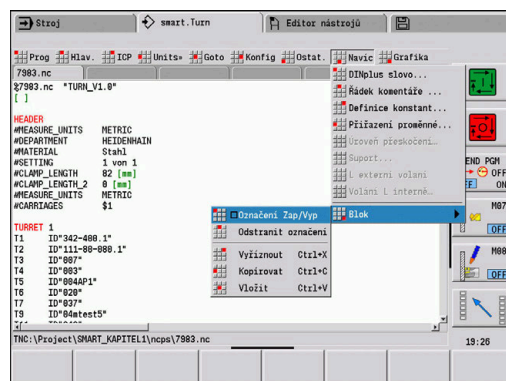 Stroj
smart.Turn
Editor nástrojů
Prog Hlav. ICP Units» Goto Konfig Ostat. Navíc Grafika
7983.nc
%7983.nc "TURN_V1.0"
[ ]
HEADER
#MEASURE_UNITS METRIC
#DEPARTMENT HEIDENHAIN
#MATERIAL Stahl
#SETTING 1 von 1
#CLAMP_LENGTH 82 [mm]
#CLAMP_LENGTH_2 0 [mm]
#MEASURE_UNITS METRIC
#CARRIAGES $1
TURRET 1
T1 ID"342-400.1"
T2 ID"111-80-080.1"
T3 ID"007"
T4 ID"003"
T5 ID"004AP1"
T6 ID"020"
T7 ID"037"
T9 ID"04mtest5"
DINplus slovo...
Řádek komentáře ...
Definice konstant...
Přiřazení proměnné...
Úroveň přeskočení…
Suport...
L externí volání
Volání L interně…
Blok
Označení Zap/Vyp
Odstranit označení
Vyříznout Ctrl+X
Kopírovat Ctrl+C
Vložit Ctrl+V
TNC:\Project\SMART_KAPITEL1\ncps\7983.nc
END PGM
OFF
ON
M07
OFF
OFF
19:26